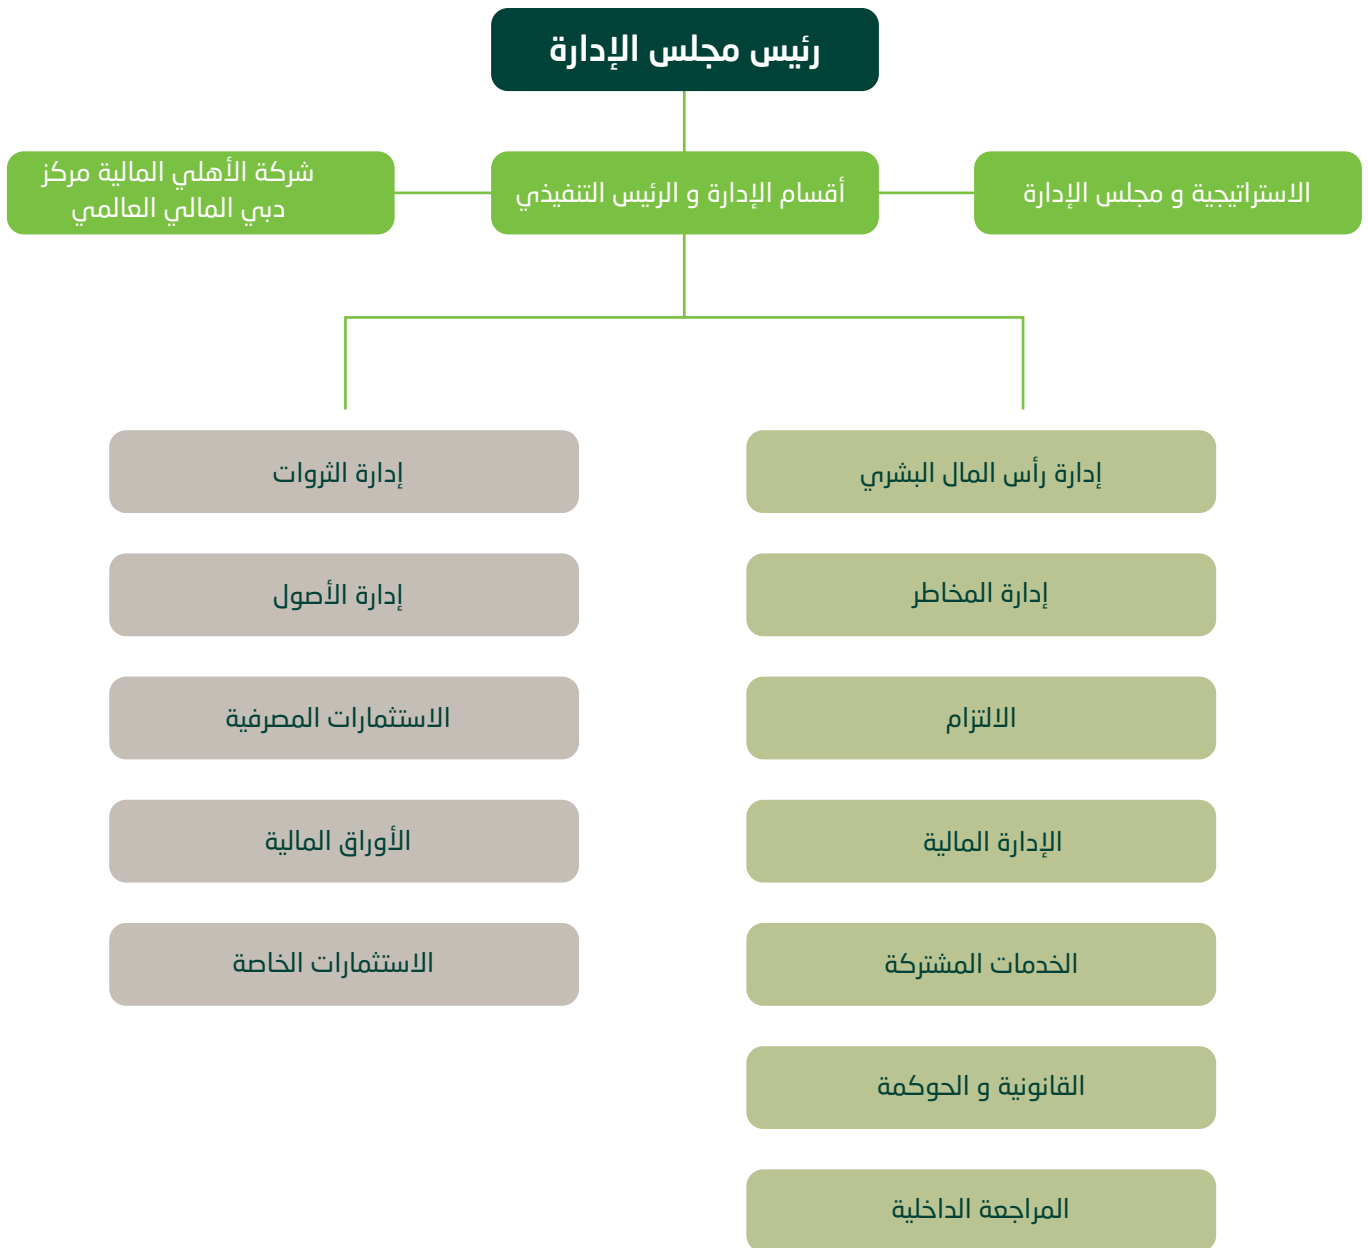 رئيس مجلس الإدارة
الاستراتيجية و مجلس الإدارة
أقسام الإدارة و الرئيس التنفيذي
شركة الأهلي المالية مركز
دبي المالي العالمي
إدارة رأس المال البشري
إدارة المخاطر
الالتزام
الإدارة المالية
الخدمات المشتركة
القانونية و الحوكمة
المراجعة الداخلية
إدارة الثروات
إدارة الأصول
الاستثمارات المصرفية
الأوراق المالية
الاستثمارات الخاصة